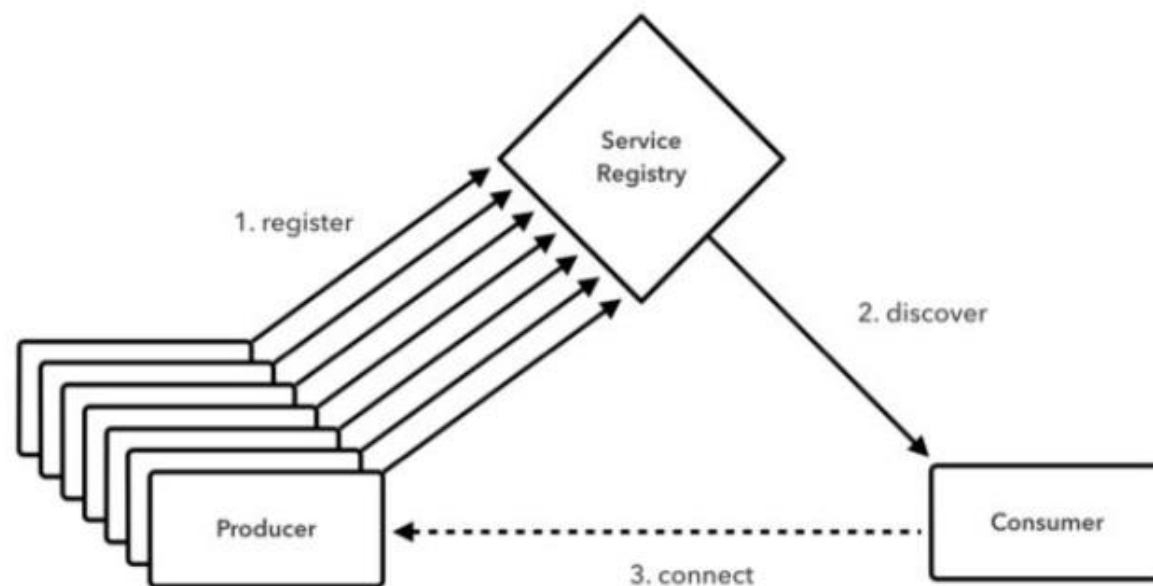 Service
Registry
1. register
2. discover
Producer
Consumer
3. connect